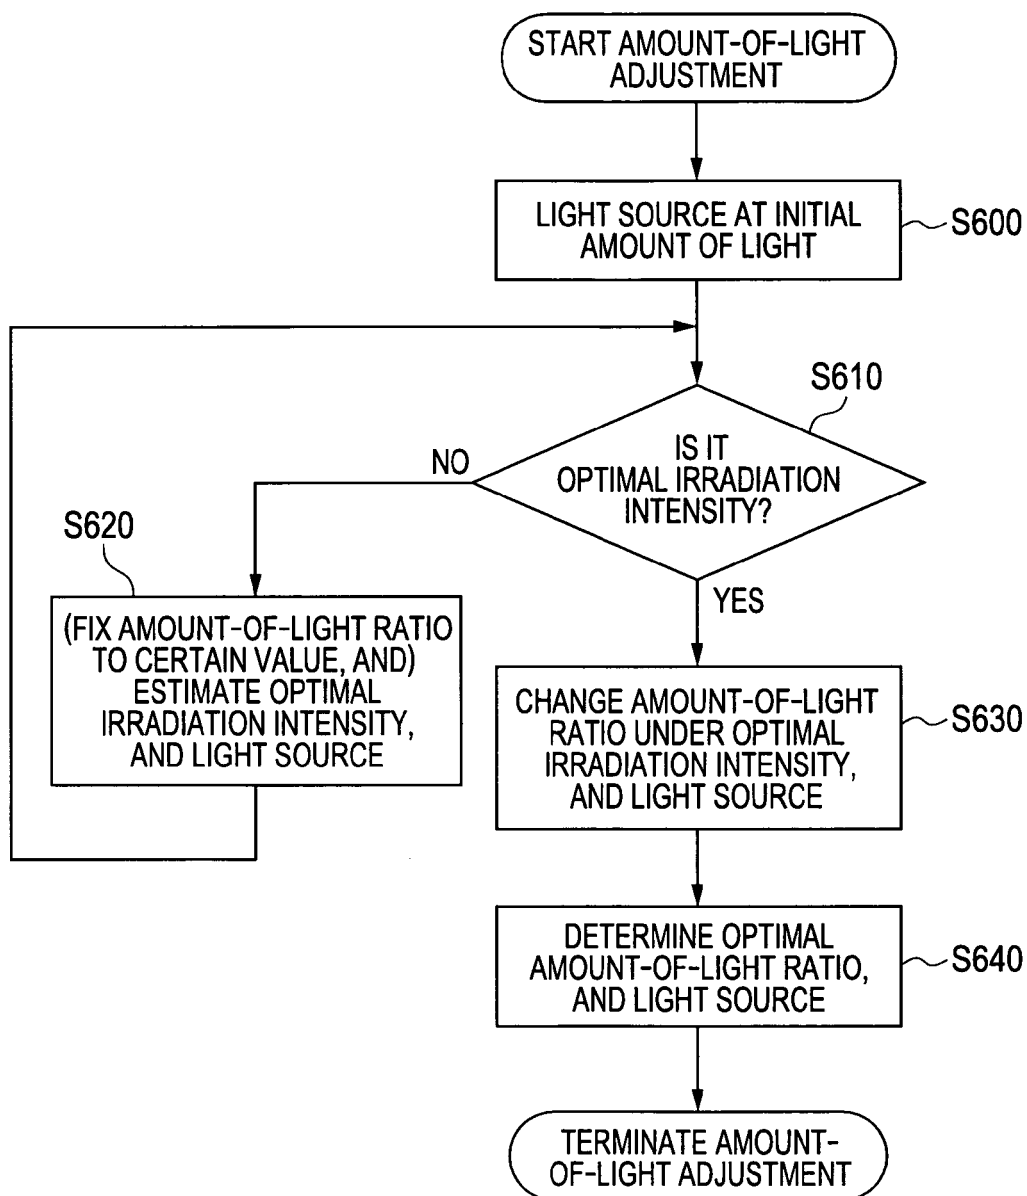 START AMOUNT-OF-LIGHT
ADJUSTMENT
LIGHT SOURCE AT INITIAL
AMOUNT OF LIGHT
S600
S610
IS IT
OPTIMAL IRRADIATION
INTENSITY?
NO
YES
S620
(FIX AMOUNT-OF-LIGHT RATIO
TO CERTAIN VALUE, AND)
ESTIMATE OPTIMAL
IRRADIATION INTENSITY,
AND LIGHT SOURCE
CHANGE AMOUNT-OF-LIGHT
RATIO UNDER OPTIMAL
IRRADIATION INTENSITY,
AND LIGHT SOURCE
S630
DETERMINE OPTIMAL
AMOUNT-OF-LIGHT RATIO,
AND LIGHT SOURCE
S640
TERMINATE AMOUNT-
OF-LIGHT ADJUSTMENT